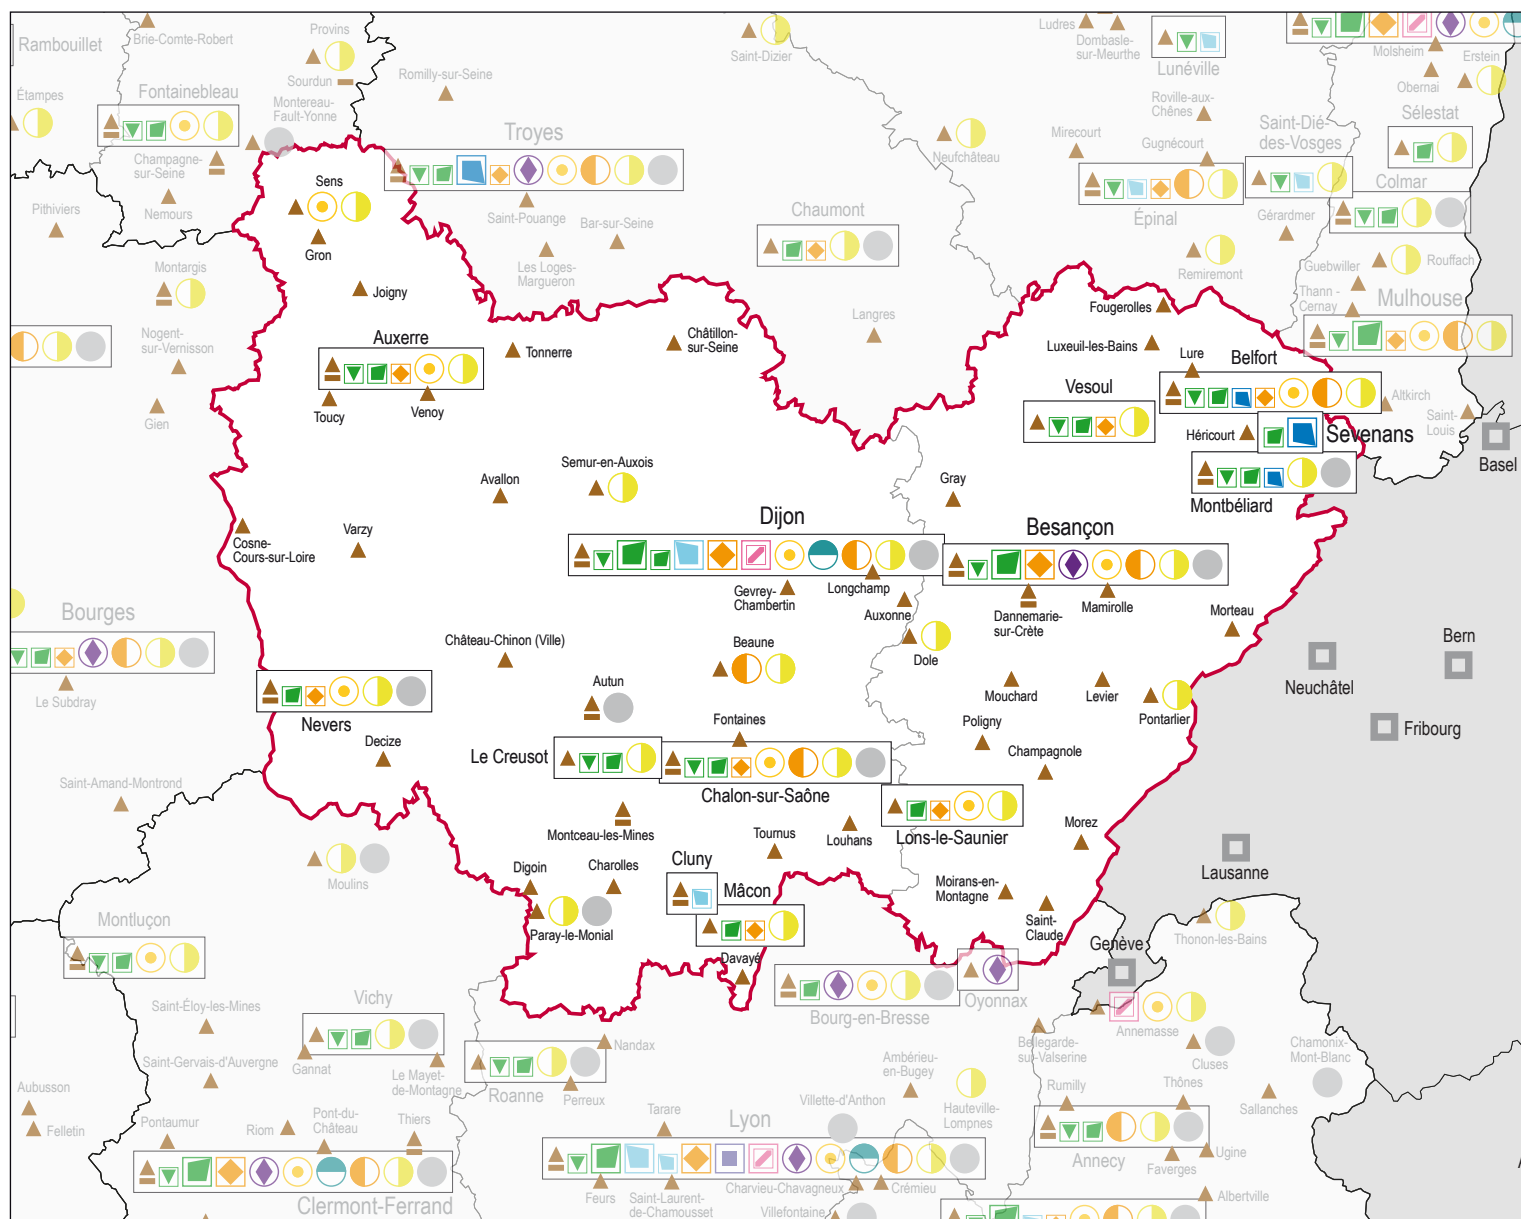 Rambouillet
Brie-Comte-Robert
Provins
Sourdun
Romilly-sur-Seine
Saint-Dizier
Ludres
Dombasle-
sur-Meurthe
Lunéville
Molsheim
Erstein
Obernai
Étampes
Fontainebleau
Montereau-
Fault-Yonne
Champagne-
sur-Seine
Nemours
Pithiviers
Troyes
Saint-Pouange
Bar-sur-Seine
Les Loges-
Margueron
Chaumont
Langres
Neufchâteau
Roville-aux-
Chênes
Mirecourt
Gugnécourt
Saint-Dié-
des-Vosges
Sélestat
Épinal
Gérardmer
Colmar
Remiremont
Guebwiller
Rouffach
Thann -
Cernay
Mulhouse
Altkirch
Saint-
Louis
Basel
Sens
Gron
Joigny
Montargis
Nogent-
sur-Vernisson
Gien
Auxerre
Toucy
Venoy
Tonnerre
Châtillon-
sur-Seine
Fougerolles
Luxeuil-les-Bains
Lure
Belfort
Vesoul
Héricourt
Sevenans
Montbéliard
Avallon
Semur-en-Auxois
Gray
Cosne-
Cours-sur-Loire
Varzy
Dijon
Gevrey-
Chambertin
Longchamp
Auxonne
Besançon
Dannemarie-
sur-Crète
Mamirolle
Morteau
Bourges
Le Subdray
Château-Chinon (Ville)
Beaune
Dole
Neuchâtel
Bern
Fribourg
Nevers
Decize
Autun
Mouchard
Levier
Pontarlier
Le Creusot
Fontaines
Chalon-sur-Saône
Poligny
Champagnole
Saint-Amand-Montrond
Montceau-les-Mines
Tournus
Louhans
Lons-le-Saunier
Morez
Lausanne
Moulins
Digoin
Charolles
Cluny
Mâcon
Paray-le-Monial
Davayé
Moirans-en-
Montagne
Saint-
Claude
Genève
Thonon-les-Bains
Montluçon
Oyonnax
Bourg-en-Bresse
Annemasse
Bellegarde-
sur-Valserine
Cluses
Chamonix-
Mont-Blanc
Saint-Éloy-les-Mines
Vichy
Saint-Gervais-d'Auvergne
Gannat
Le Mayet-
de-Montagne
Roanne
Nandax
Perreux
Ambérieu-
en-Bugey
Hauteville-
Lompnes
Rumilly
Thônes
Sallanches
Aubusson
Felletin
Pontaumur
Riom
Pont-du-
Château
Thiers
Tarare
Lyon
Villette-d'Anthon
Annecy
Faverges
Ugine
Clermont-Ferrand
Feurs
Saint-Laurent-
de-Chamousset
Charvieu-Chavagneux
Crémieu
Villefontaine
Albertville